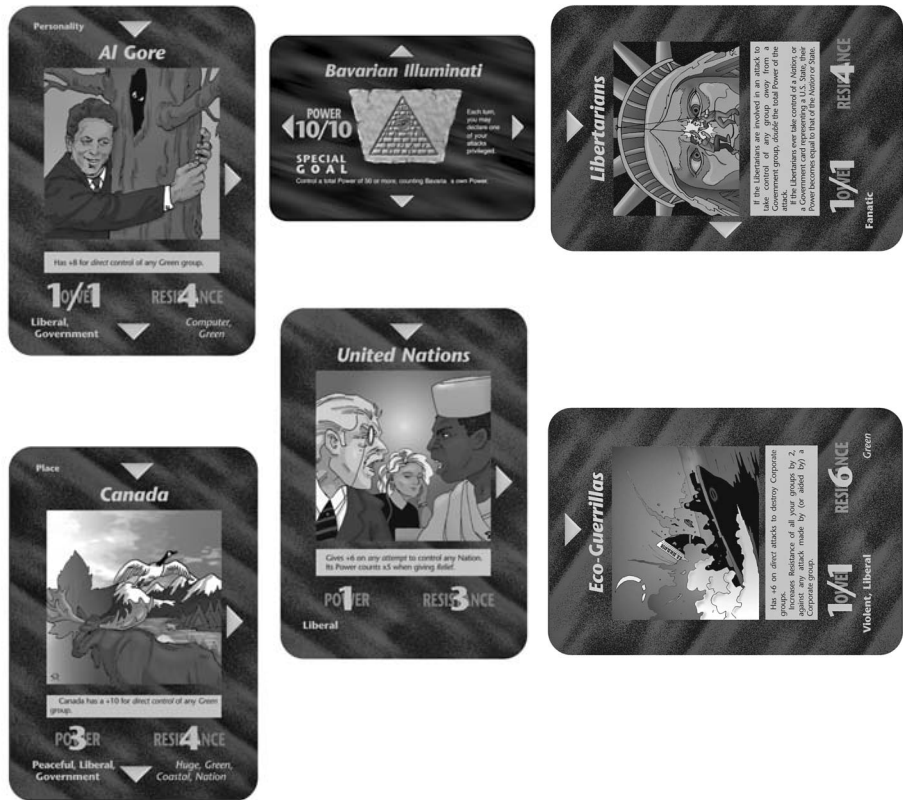 Personality
Al Gore
Has +8 for direct control of any Green group.
1/1
POWER
4
RESISTANCE
Liberal,
Government
Computer,
Green
Bavarian Illuminati
POWER
10/10
Each turn,
you may
declare one
of your
attacks
privileged.
SPECIAL
GOAL
Control a total Power of 50 or more, counting Bavaria s own Power.
Libertarians
If the Libertarians are involved in an attack to
take control of any group away from a
Government group, double the total Power of the
attack.
If the Libertarians ever take control of a Nation, or
a Government card representing a U.S. State, their
Power becomes equal to that of the Nation or State.
1/1
POWER
4
RESISTANCE
Fanatic
Place
Canada
Canada has a +10 for direct control of any Green
group.
3
POWER
4
RESISTANCE
Peaceful, Liberal,
Government
Huge, Green,
Coastal, Nation
United Nations
Gives +6 on any attempt to control any Nation.
Its Power counts x5 when giving Relief.
1
POWER
3
RESISTANCE
Liberal
Eco-Guerrillas
Has +6 on direct attacks to destroy Corporate
groups.
Increases Resistance of all your groups by 2,
against any attack made by (or aided by) a
Corporate group.
1/1
POWER
6
RESISTANCE
Violent, Liberal
Green